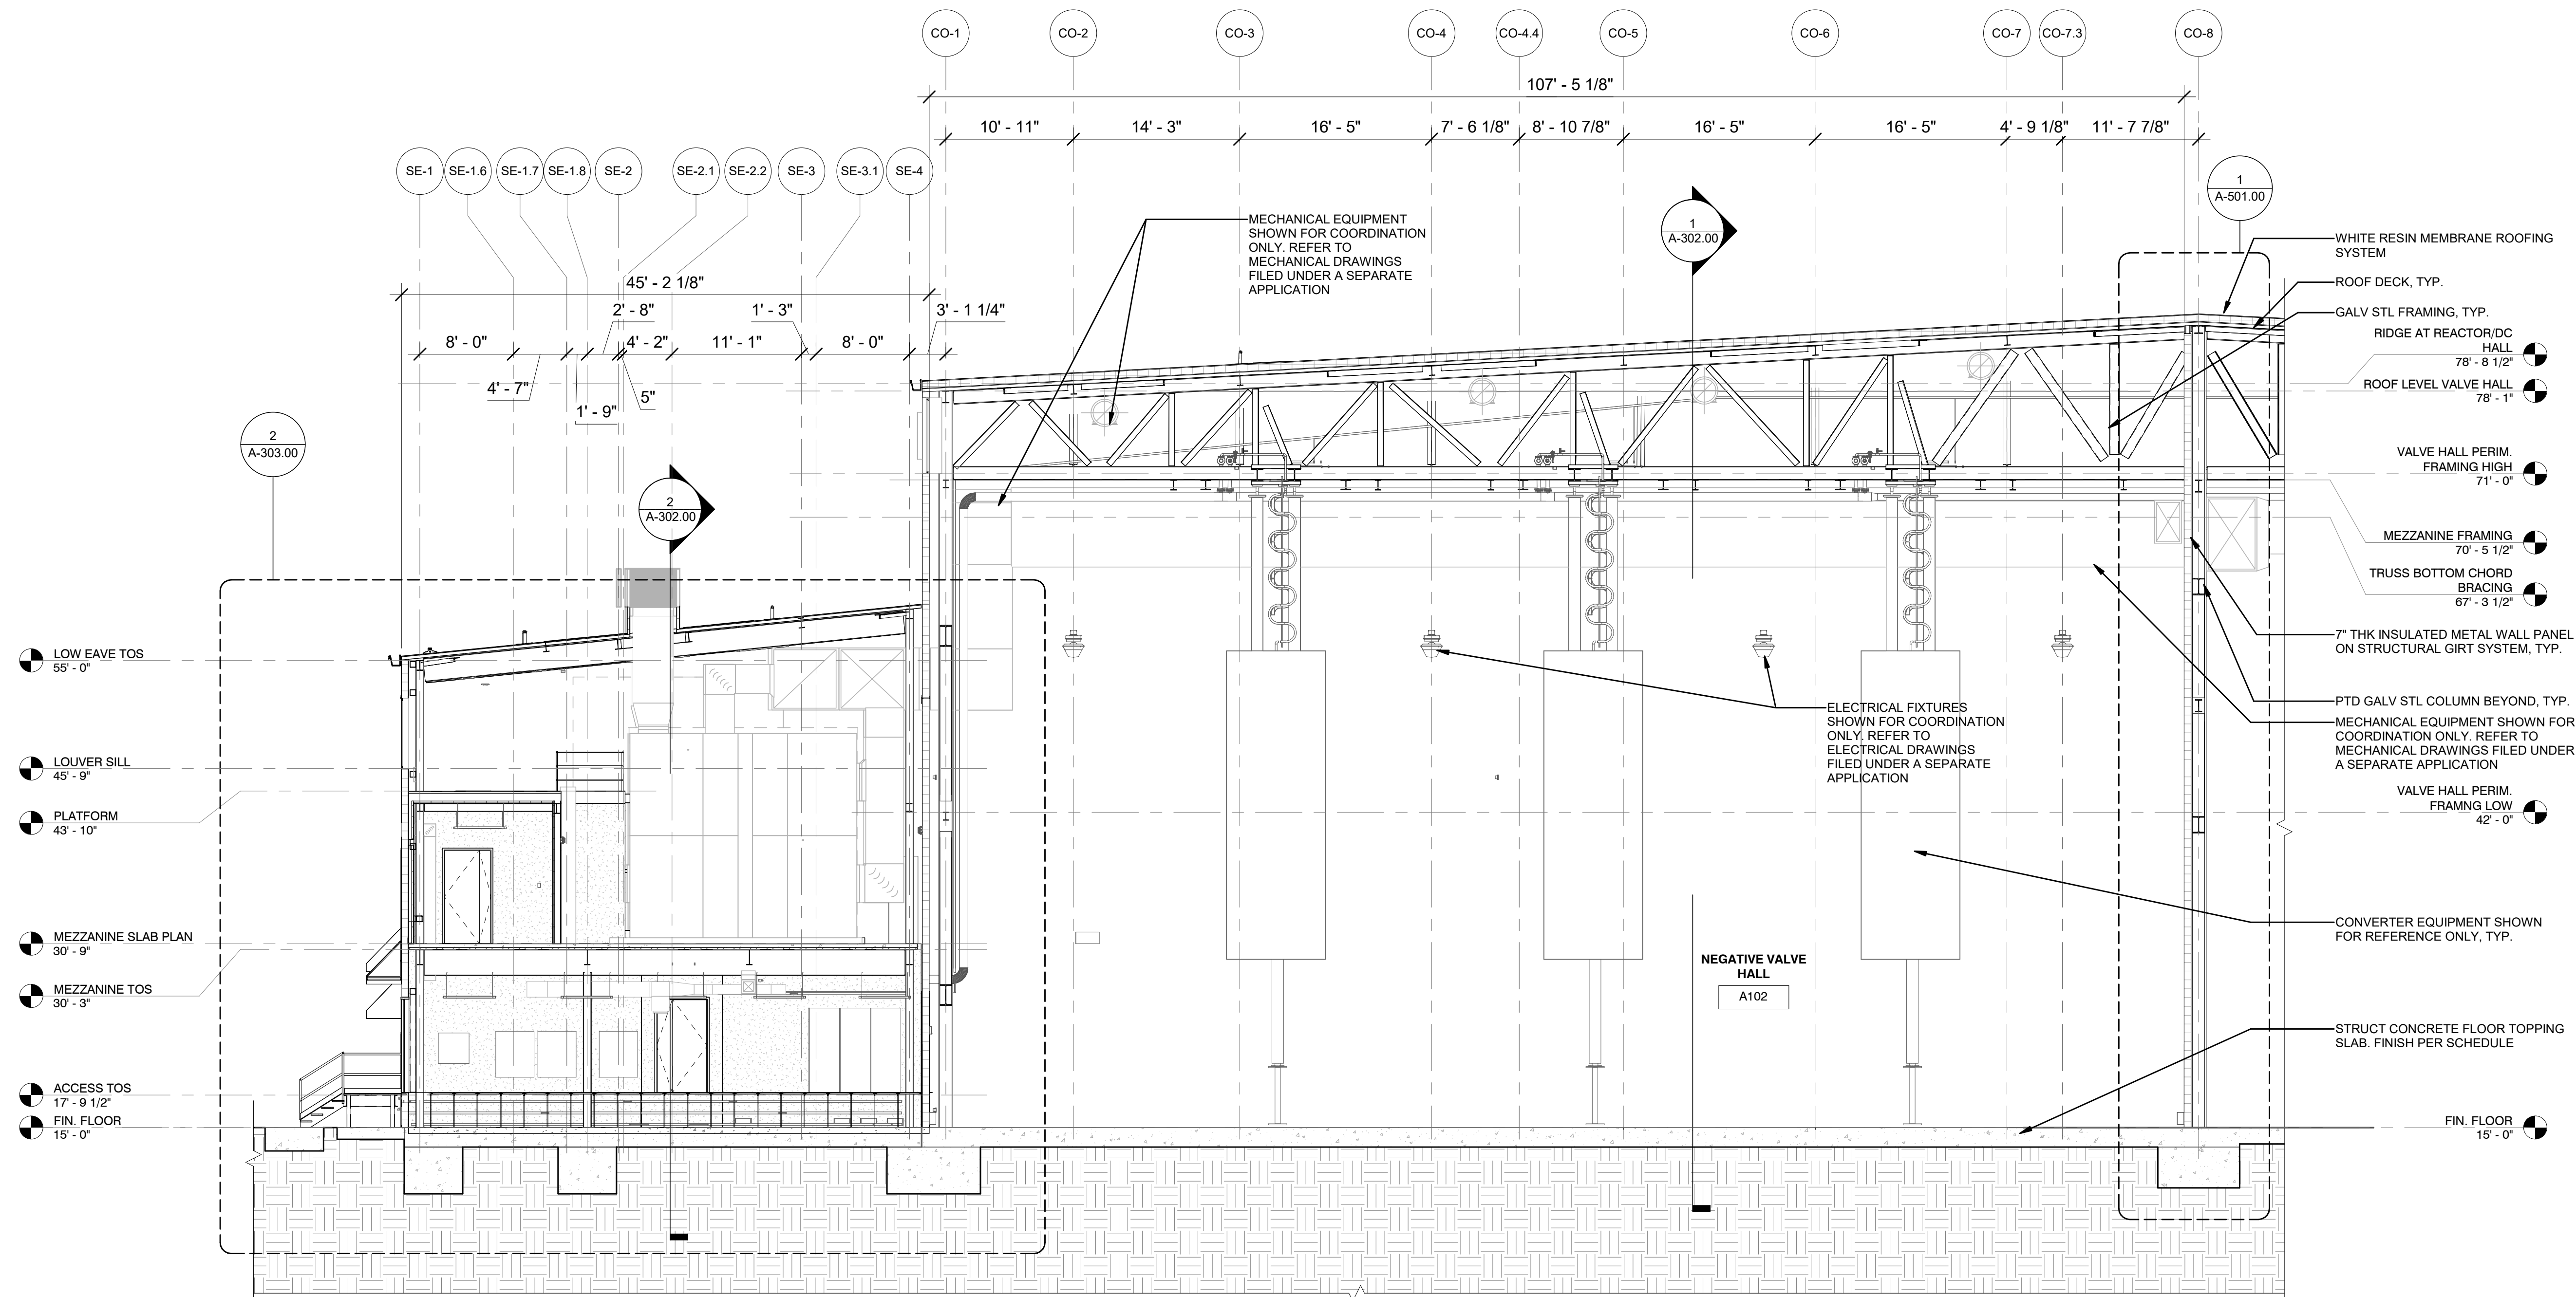 CO-1 CO-2 CO-3 CO-4 CO-4.4 CO-5 CO-6 CO-7 CO-7.3 CO-8
107' - 5 1/8"
10' - 11" 14' - 3" 16' - 5" 7' - 6 1/8" 8' - 10 7/8" 16' - 5" 16' - 5" 4' - 9 1/8" 11' - 7 7/8"
SE-1 SE-1.6 SE-1.7 SE-1.8 SE-2 SE-2.1 SE-2.2 SE-3 SE-3.1 SE-4
45' - 2 1/8"
2' - 8" 1' - 3" 3' - 1 1/4"
8' - 0" 4' - 2" 11' - 1" 8' - 0"
4' - 7"
1' - 9"
5"
2
A-303.00
2
A-302.00
1
A-302.00
1
A-501.00
MECHANICAL EQUIPMENT
SHOWN FOR COORDINATION
ONLY. REFER TO
MECHANICAL DRAWINGS
FILED UNDER A SEPARATE
APPLICATION
WHITE RESIN MEMBRANE ROOFING
SYSTEM
ROOF DECK, TYP.
GALV STL FRAMING, TYP.
RIDGE AT REACTOR/DC
HALL
78' - 8 1/2"
ROOF LEVEL VALVE HALL
78' - 1"
VALVE HALL PERIM.
FRAMING HIGH
71' - 0"
MEZZANINE FRAMING
70' - 5 1/2"
TRUSS BOTTOM CHORD
BRACING
67' - 3 1/2"
7" THK INSULATED METAL WALL PANEL
ON STRUCTURAL GIRT SYSTEM, TYP.
PTD GALV STL COLUMN BEYOND, TYP.
MECHANICAL EQUIPMENT SHOWN FOR
COORDINATION ONLY. REFER TO
MECHANICAL DRAWINGS FILED UNDER
A SEPARATE APPLICATION
VALVE HALL PERIM.
FRAMNG LOW
42' - 0"
CONVERTER EQUIPMENT SHOWN
FOR REFERENCE ONLY, TYP.
STRUCT CONCRETE FLOOR TOPPING
SLAB. FINISH PER SCHEDULE
FIN. FLOOR
15' - 0"
ELECTRICAL FIXTURES
SHOWN FOR COORDINATION
ONLY. REFER TO
ELECTRICAL DRAWINGS
FILED UNDER A SEPARATE
APPLICATION
NEGATIVE VALVE
HALL
A102
LOW EAVE TOS
55' - 0"
LOUVER SILL
45' - 9"
PLATFORM
43' - 10"
MEZZANINE SLAB PLAN
30' - 9"
MEZZANINE TOS
30' - 3"
ACCESS TOS
17' - 9 1/2"
FIN. FLOOR
15' - 0"